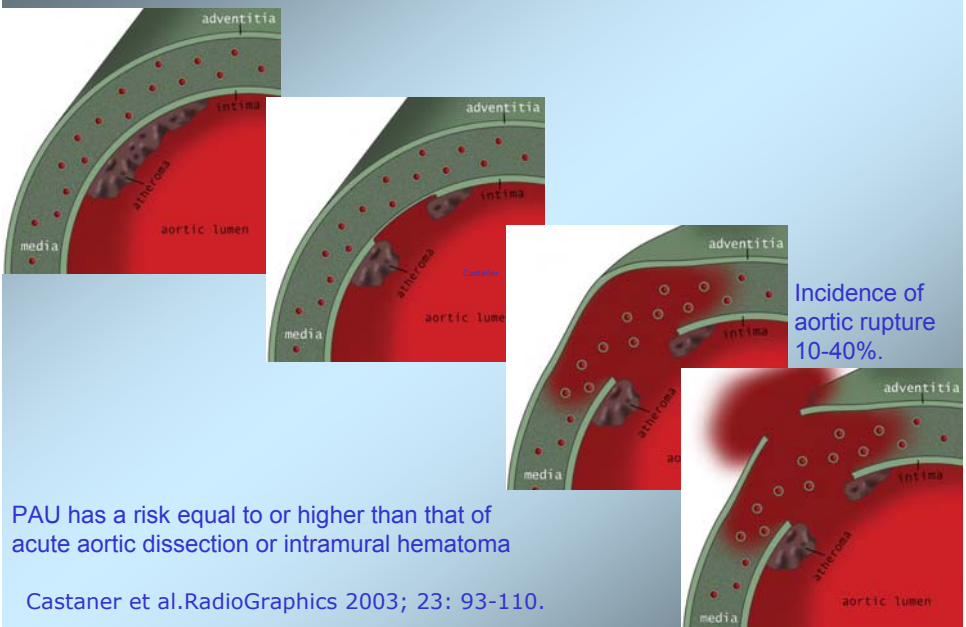 adventitia
intima
atheroma
aortic lumen
media
adventitia
intima
atheroma
Castaner
aortic lume
media
adventitia
intima
atheroma
ao
media
Incidence of
aortic rupture
10-40%.
adventitia
intima
atheroma
aortic lumen
media
PAU has a risk equal to or higher than that of
acute aortic dissection or intramural hematoma
Castaner et al.RadioGraphics 2003; 23: 93-110.